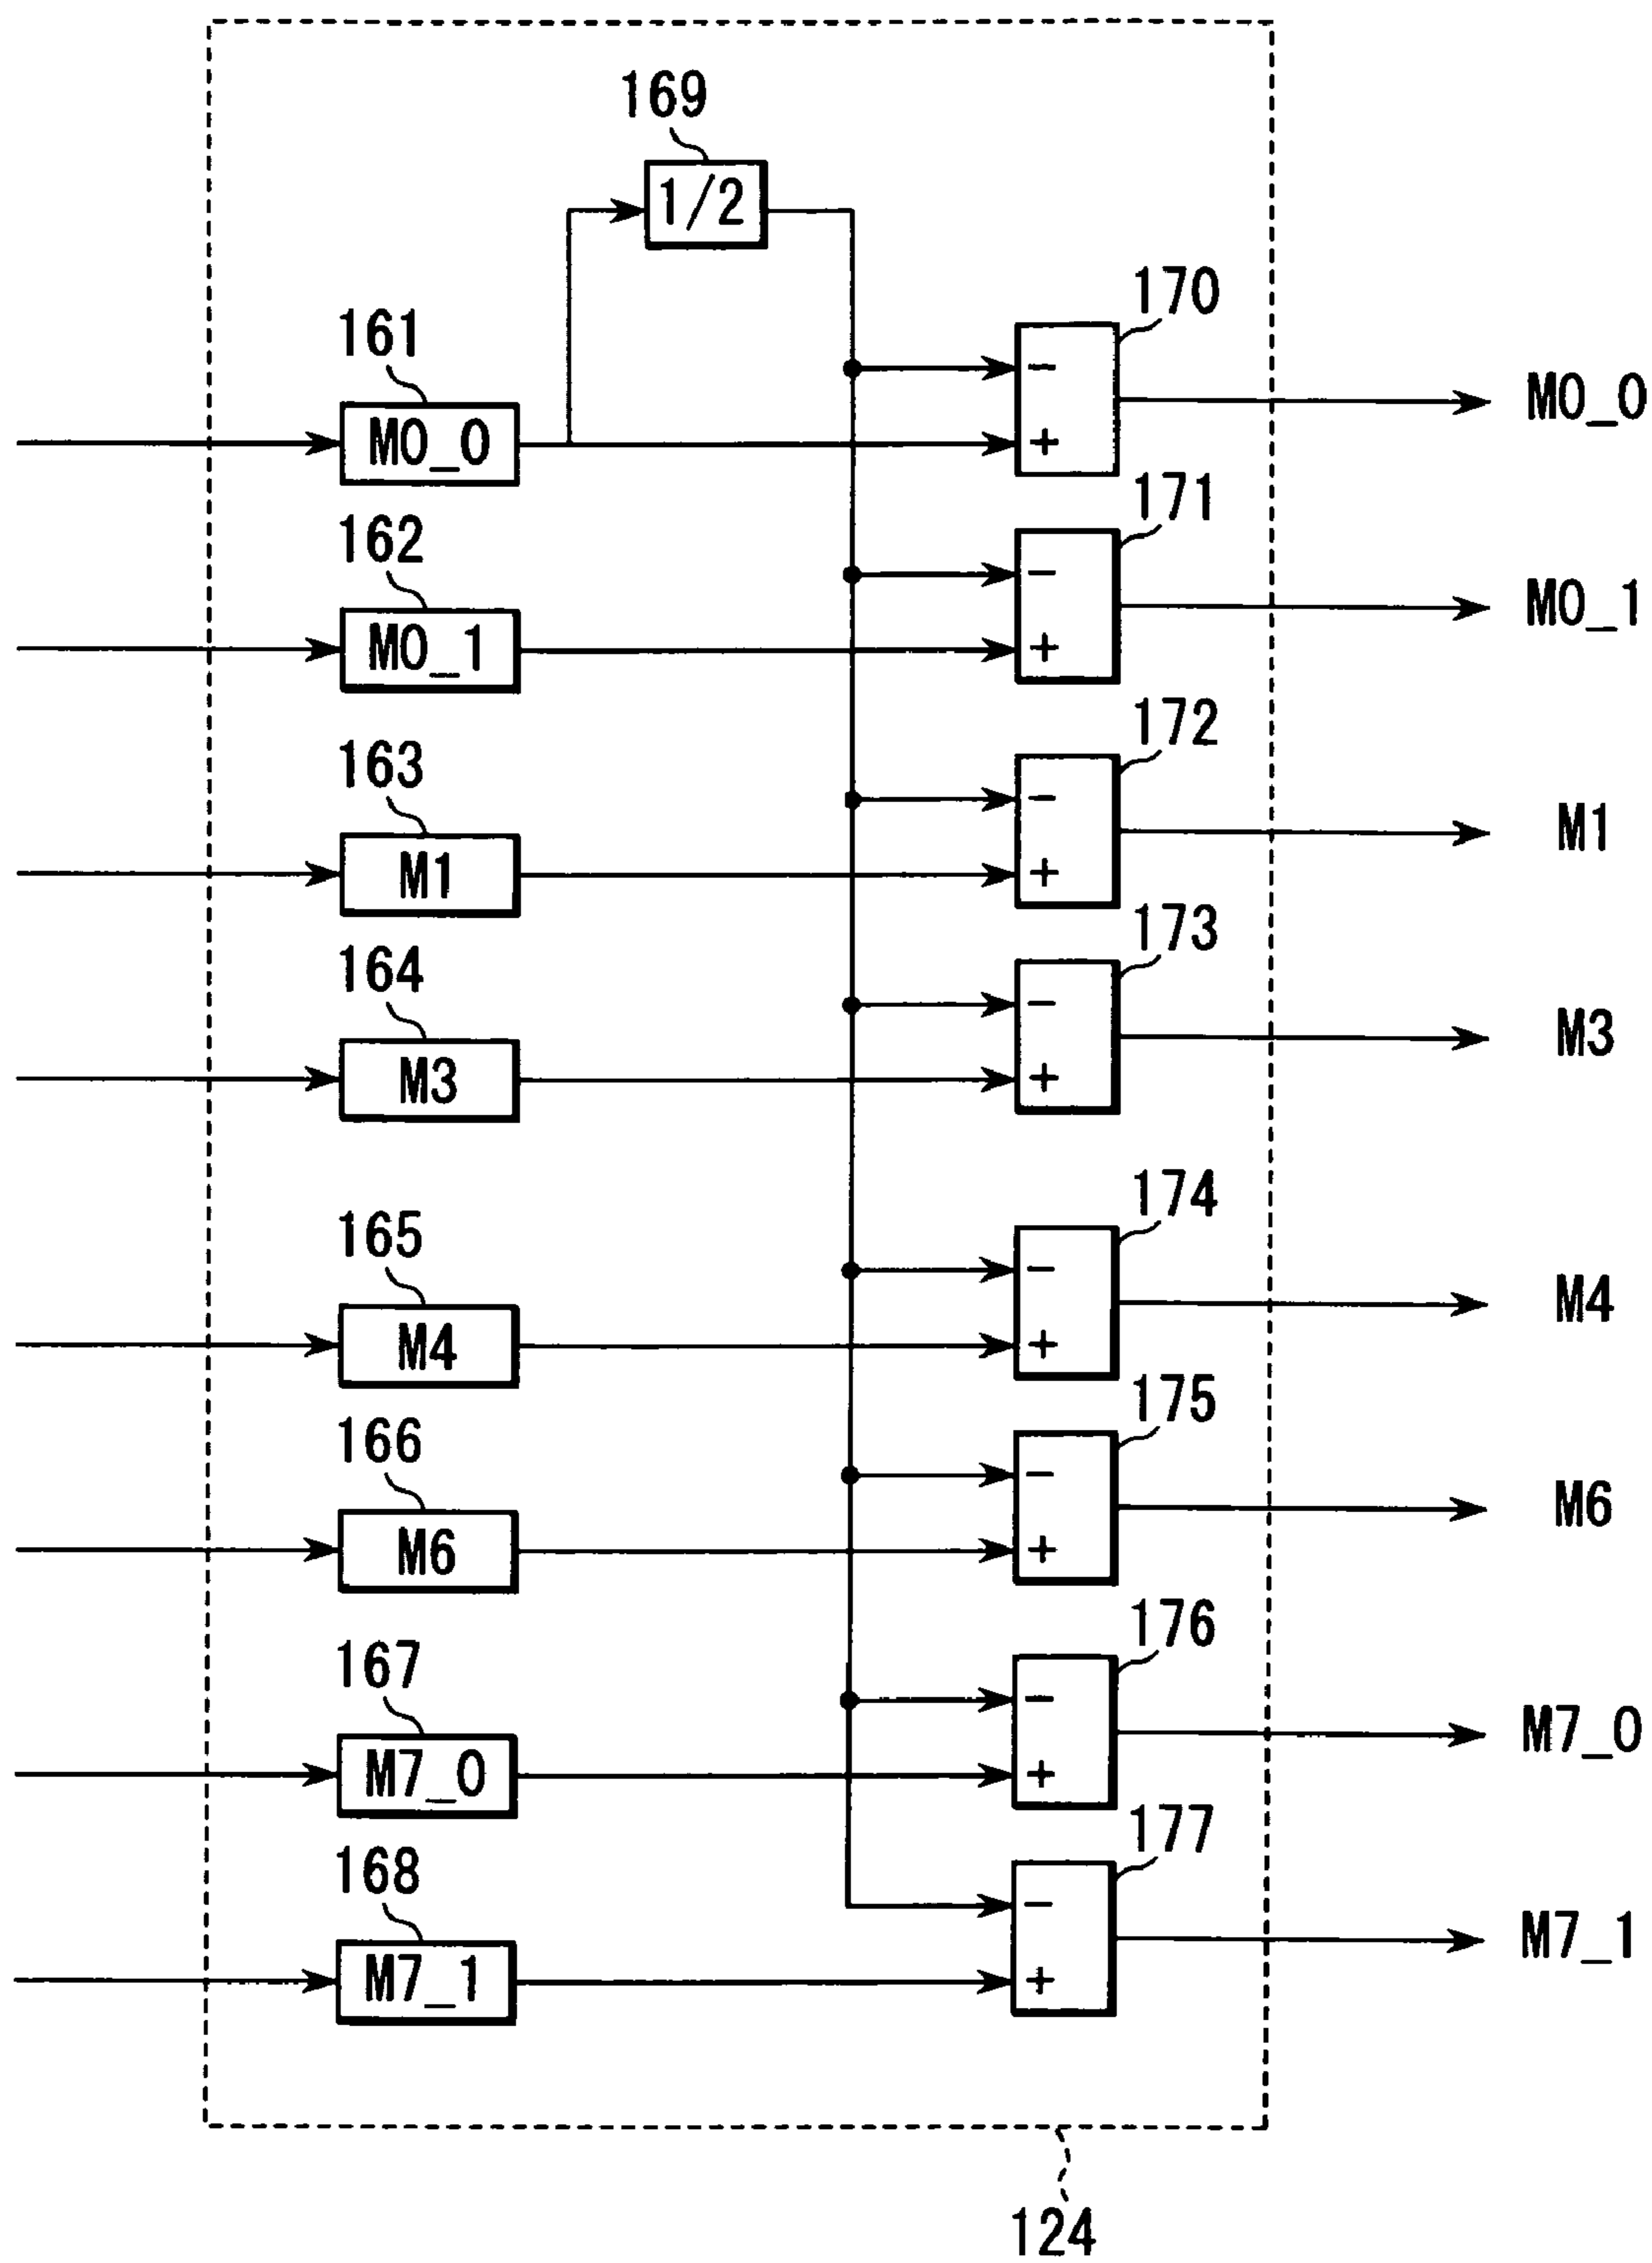 169
1/2
170
161
−
M0_0
M0_0
+
171
162
−
M0_1
M0_1
+
172
163
−
M1
M1
+
173
164
−
M3
M3
+
174
165
−
M4
M4
+
175
166
−
M6
M6
+
176
167
−
M7_0
M7_0
+
177
168
−
M7_1
M7_1
+
124